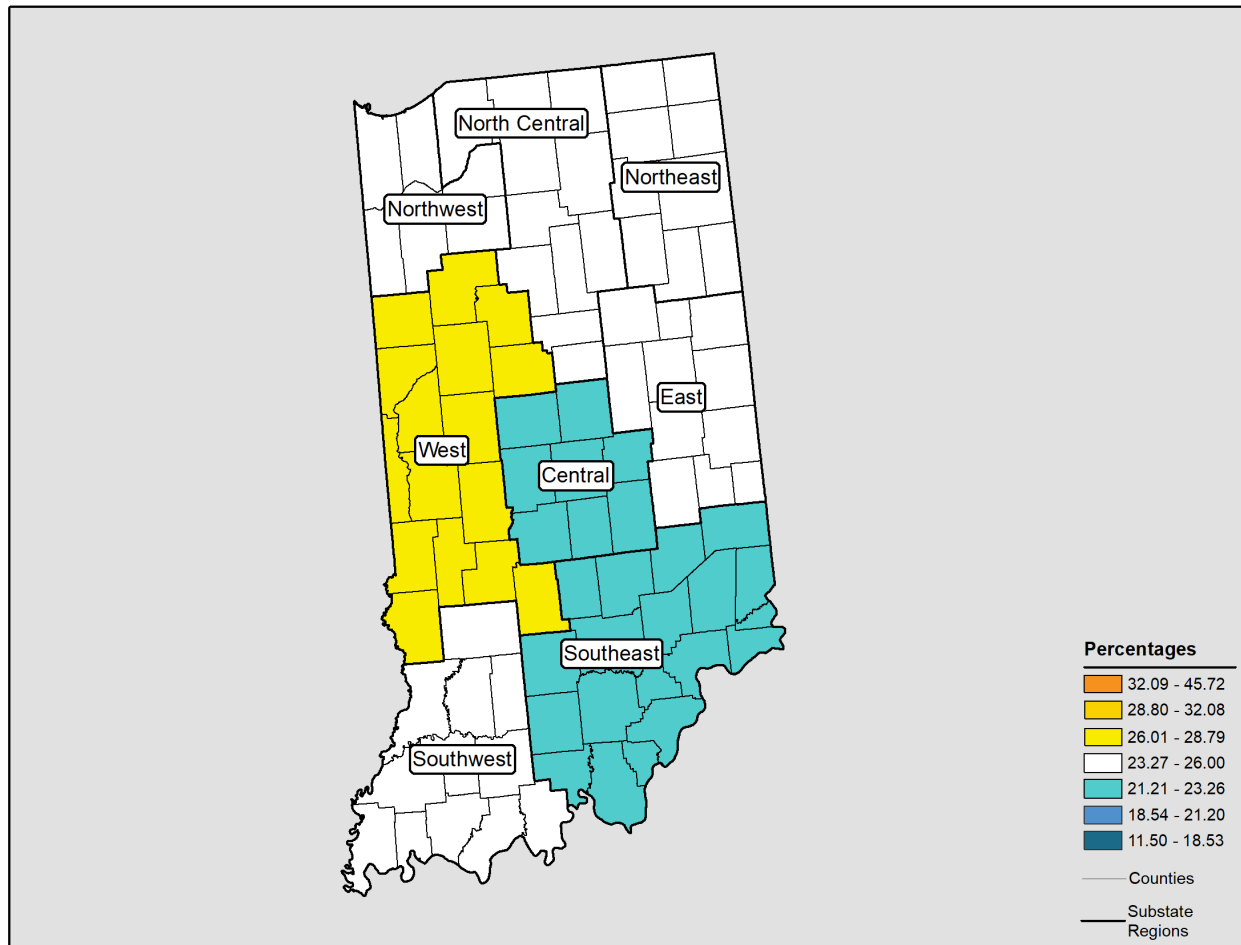 North Central
Northeast
Northwest
East
West
Central
Southeast
Southwest
Percentages
32.09 - 45.72
28.80 - 32.08
26.01 - 28.79
23.27 - 26.00
21.21 - 23.26
18.54 - 21.20
11.50 - 18.53
Counties
Substate
Regions